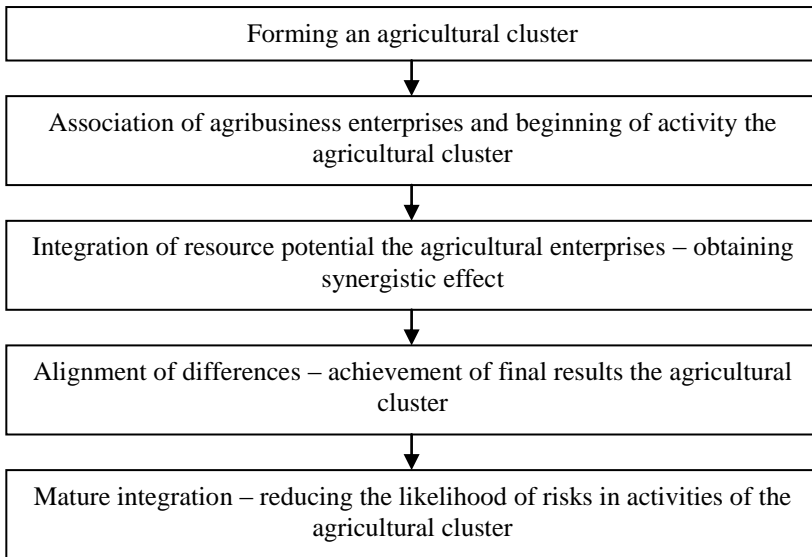 Forming an agricultural cluster
Association of agribusiness enterprises and beginning of activity the
agricultural cluster
Integration of resource potential the agricultural enterprises – obtaining
synergistic effect
Alignment of differences – achievement of final results the agricultural
cluster
Mature integration – reducing the likelihood of risks in activities of the
agricultural cluster